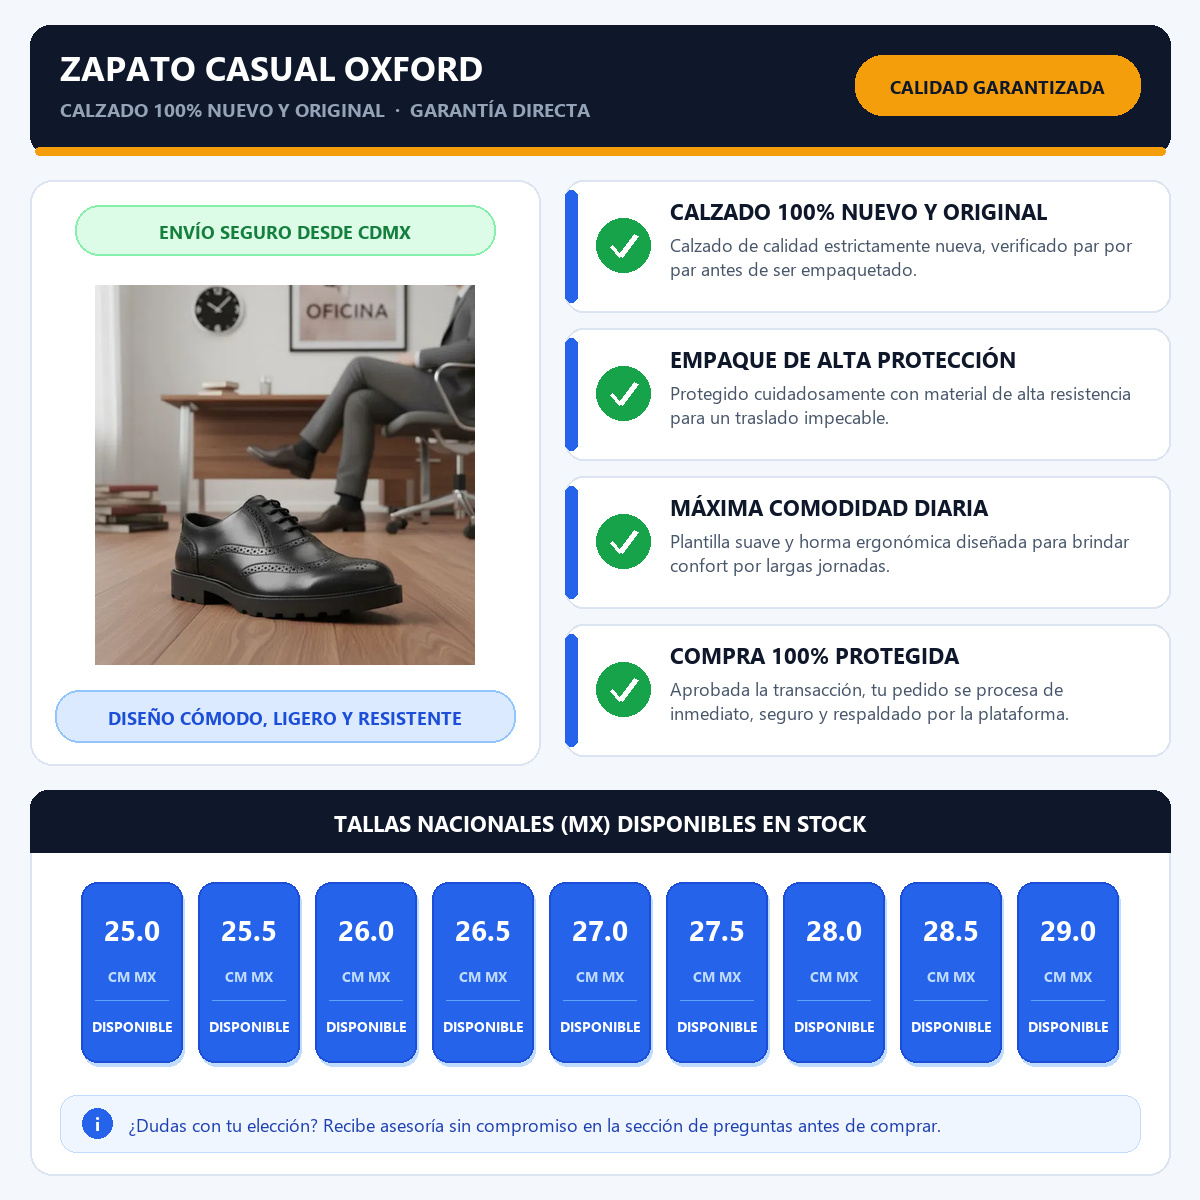 ZAPATO CASUAL OXFORD
CALZADO 100% NUEVO Y ORIGINAL · GARANTÍA DIRECTA
CALIDAD GARANTIZADA
ENVÍO SEGURO DESDE CDMX
OFICINA
DISEÑO CÓMODO, LIGERO Y RESISTENTE
CALZADO 100% NUEVO Y ORIGINAL
Calzado de calidad estrictamente nueva, verificado par por
par antes de ser empaquetado.
EMPAQUE DE ALTA PROTECCIÓN
Protegido cuidadosamente con material de alta resistencia
para un traslado impecable.
MÁXIMA COMODIDAD DIARIA
Plantilla suave y horma ergonómica diseñada para brindar
confort por largas jornadas.
COMPRA 100% PROTEGIDA
Aprobada la transacción, tu pedido se procesa de
inmediato, seguro y respaldado por la plataforma.
TALLAS NACIONALES (MX) DISPONIBLES EN STOCK
25.0 25.5 26.0 26.5 27.0 27.5 28.0 28.5 29.0
CM MX CM MX CM MX CM MX CM MX CM MX CM MX CM MX CM MX
DISPONIBLE DISPONIBLE DISPONIBLE DISPONIBLE DISPONIBLE DISPONIBLE DISPONIBLE DISPONIBLE DISPONIBLE
¿Dudas con tu elección? Recibe asesoría sin compromiso en la sección de preguntas antes de comprar.